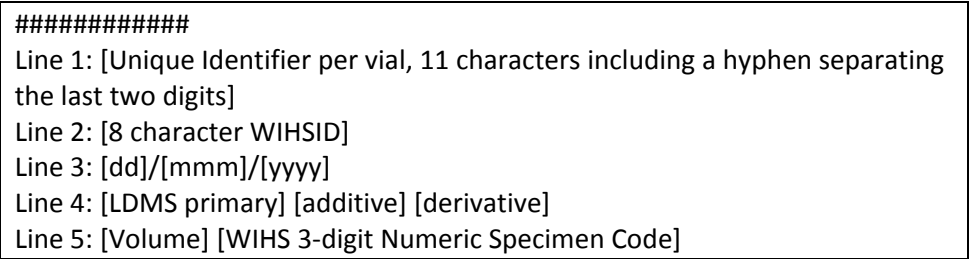 ############
Line 1: [Unique Identifier per vial, 11 characters including a hyphen separating
the last two digits]
Line 2: [8 character WIHSID]
Line 3: [dd]/[mmm]/[yyyy]
Line 4: [LDMS primary] [additive] [derivative]
Line 5: [Volume] [WIHS 3-digit Numeric Specimen Code]